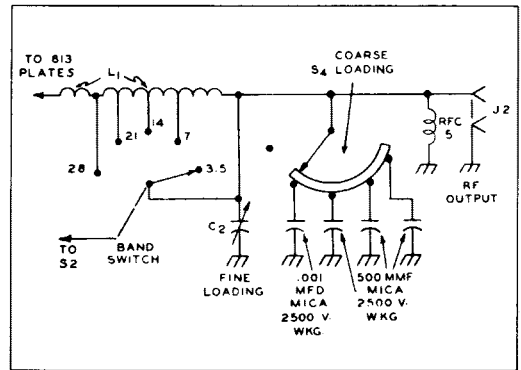 TO 813
PLATES
L1
COARSE
S4 LOADING
J2
21
14
7
RFC
5
28
3.5
RF
OUTPUT
C2
TO
S2
BAND
SWITCH
FINE
LOADING
.001
MFD
MICA
2500 V.
WKG
500 MMF
MICA
2500 V.
WKG